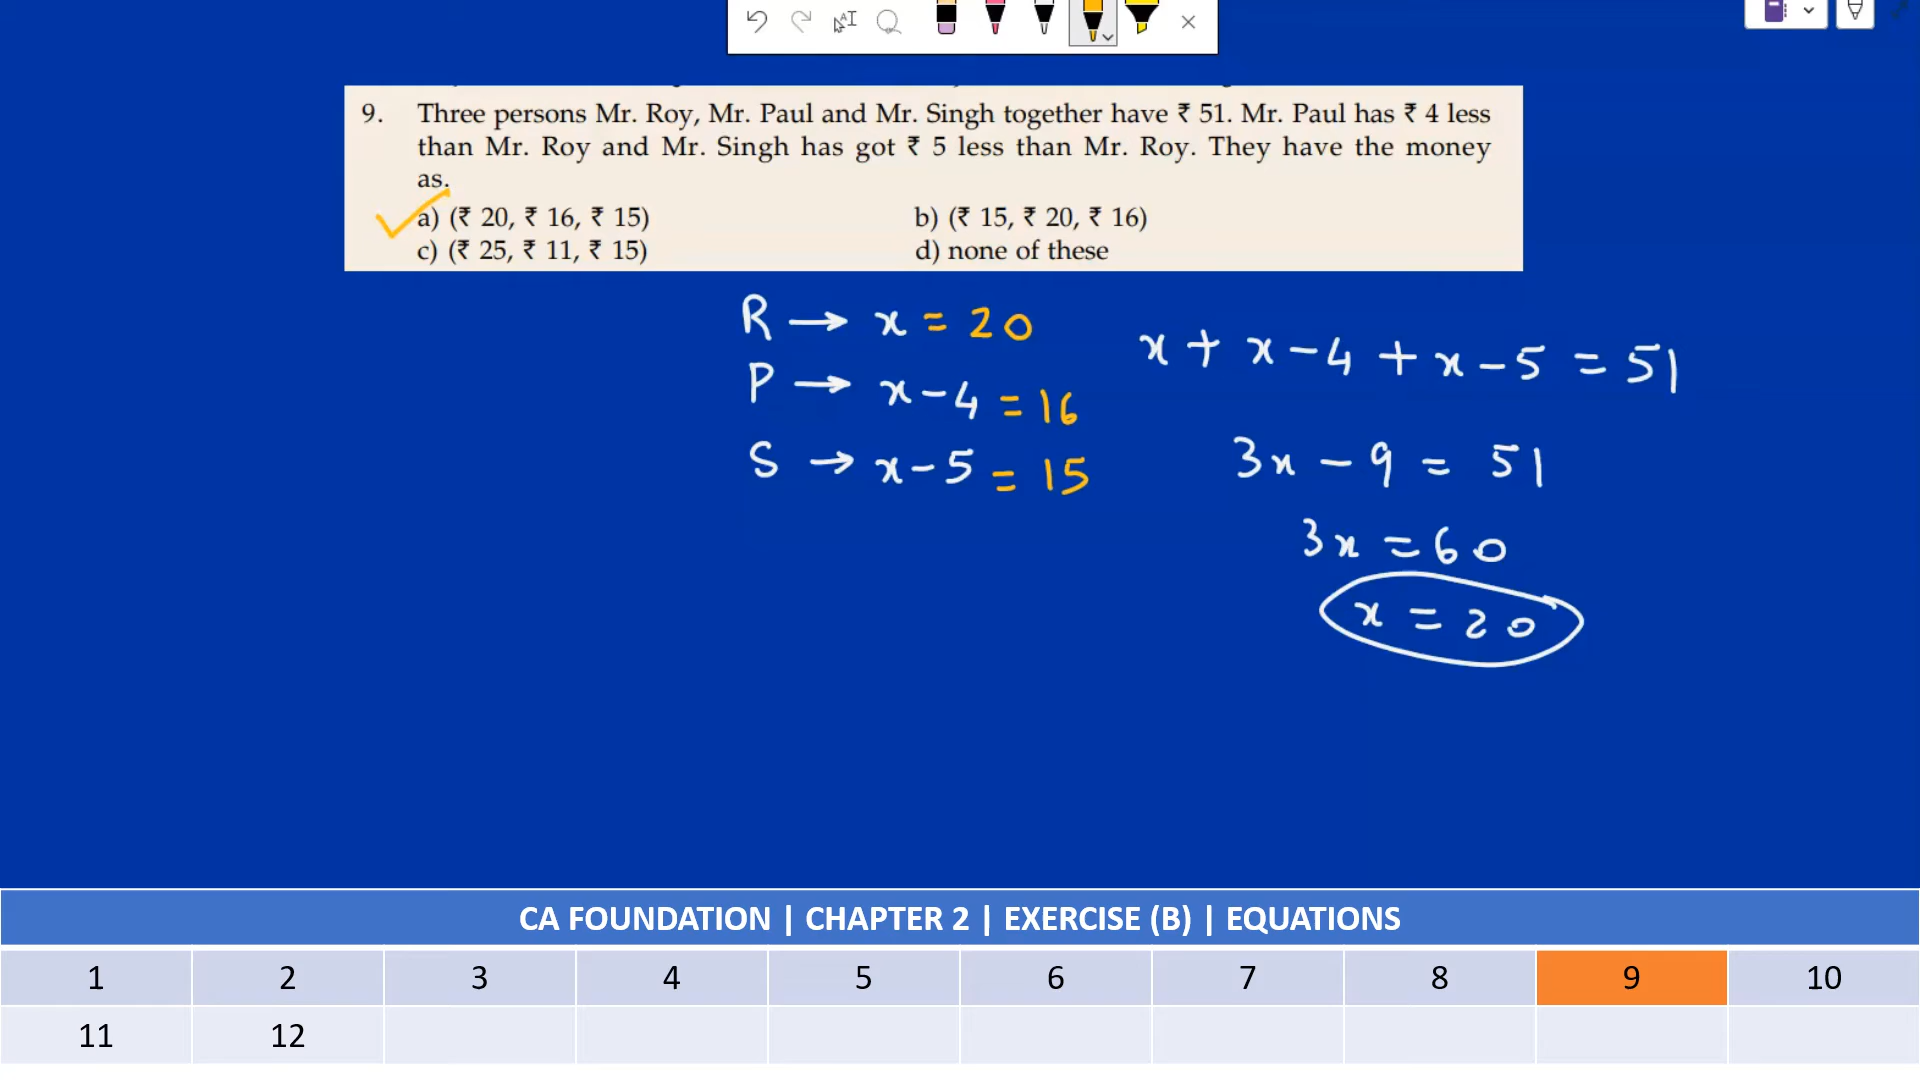 9. Three persons Mr. Roy, Mr. Paul and Mr. Singh together have ₹ 51. Mr. Paul has ₹ 4 less
than Mr. Roy and Mr. Singh has got ₹ 5 less than Mr. Roy. They have the money
as.
a) (₹ 20, ₹ 16, ₹ 15) b) (₹ 15, ₹ 20, ₹ 16)
c) (₹ 25, ₹ 11, ₹ 15) d) none of these
R → x = 20
P → x - 4 = 16
S → x - 5 = 15
x + x - 4 + x - 5 = 51
3x - 9 = 51
3x = 60
x = 20
CA FOUNDATION | CHAPTER 2 | EXERCISE (B) | EQUATIONS
1 2 3 4 5 6 7 8 9 10
11 12